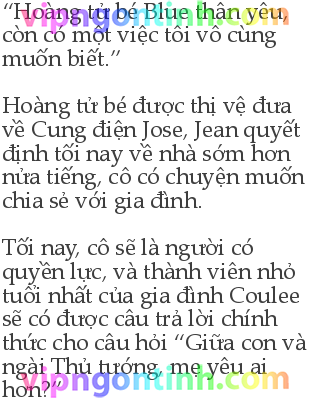 “Hoàng tử bé Blue thân yêu,
còn có một việc tôi vô cùng
muốn biết.”
Hoàng tử bé được thị vệ đưa
về Cung điện Jose, Jean quyết
định tối nay về nhà sớm hơn
nửa tiếng, cô có chuyện muốn
chia sẻ với gia đình.
Tối nay, cô sẽ là người có
quyền lực, và thành viên nhỏ
tuổi nhất của gia đình Coulee
sẽ có được câu trả lời chính
thức cho câu hỏi “Giữa con và
ngài Thủ tướng, mẹ yêu ai
hơn?”
vipngontinh.com
vipngontinh.com